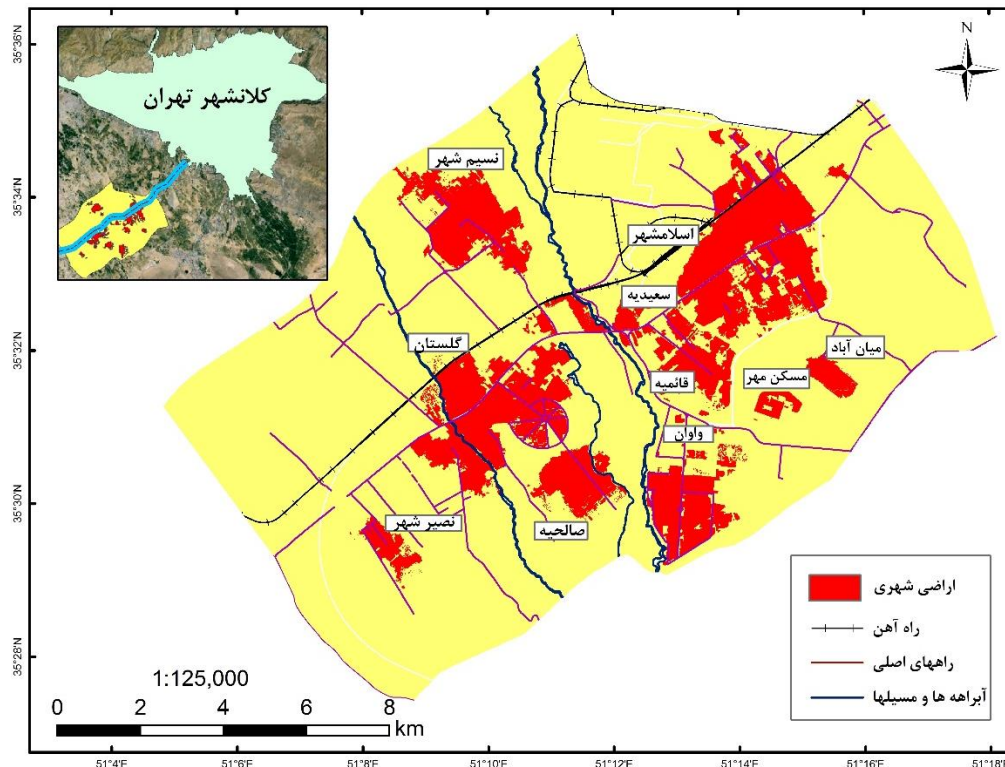 کلانشهر تهران
N
نسیم شهر
اسلامشهر
سعیدیه
گلستان
میان آباد
مسکن مهر
قائمیه
واوان
نصیر شهر
صالحیه
اراضی شهری
راه آهن
راههای اصلی
آبراهه ها و مسیلها
1:125,000
0 2 4 6 8
km
35°36'N
35°34'N
35°32'N
35°30'N
35°28'N
51°4'E 51°6'E 51°8'E 51°10'E 51°12'E 51°14'E 51°16'E 51°18'E